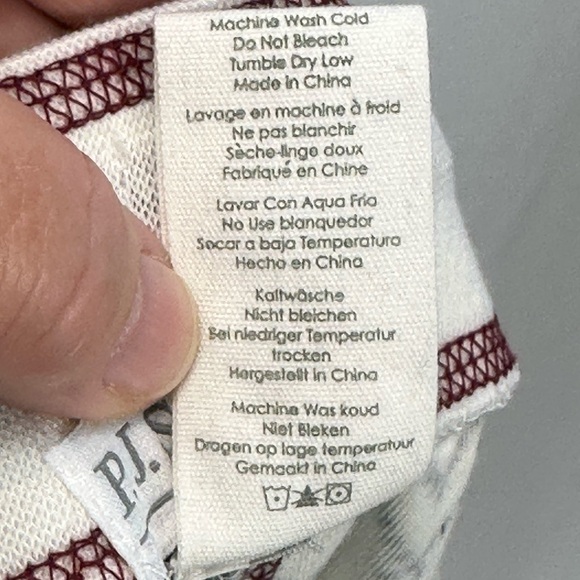 Machine Wash Cold
Do Not Bleach
Tumble Dry Low
Made in China
Lavage en machine à froid
Ne pas blanchir
Sèche-linge doux
Fabriqué en Chine
Lavar Con Aqua Fria
No Use blanquedor
Secar a baja Temperatura
Hecho en China
Kaltwäsche
Nicht bleichen
Bei niedriger Temperatur
trocken
Hergestellt in China
Machine Was koud
Niet Bleken
Drogen op lage temperatuur
Gemaakt in China
P.J.